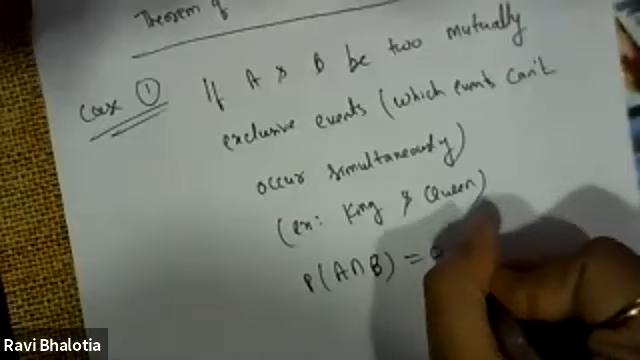 Theorem of
Case ① If A & B be two mutually
exclusive events (which events can't
occur simultaneously)
(ex: King & Queen)
P(A∩B) = 0
Ravi Bhalotia